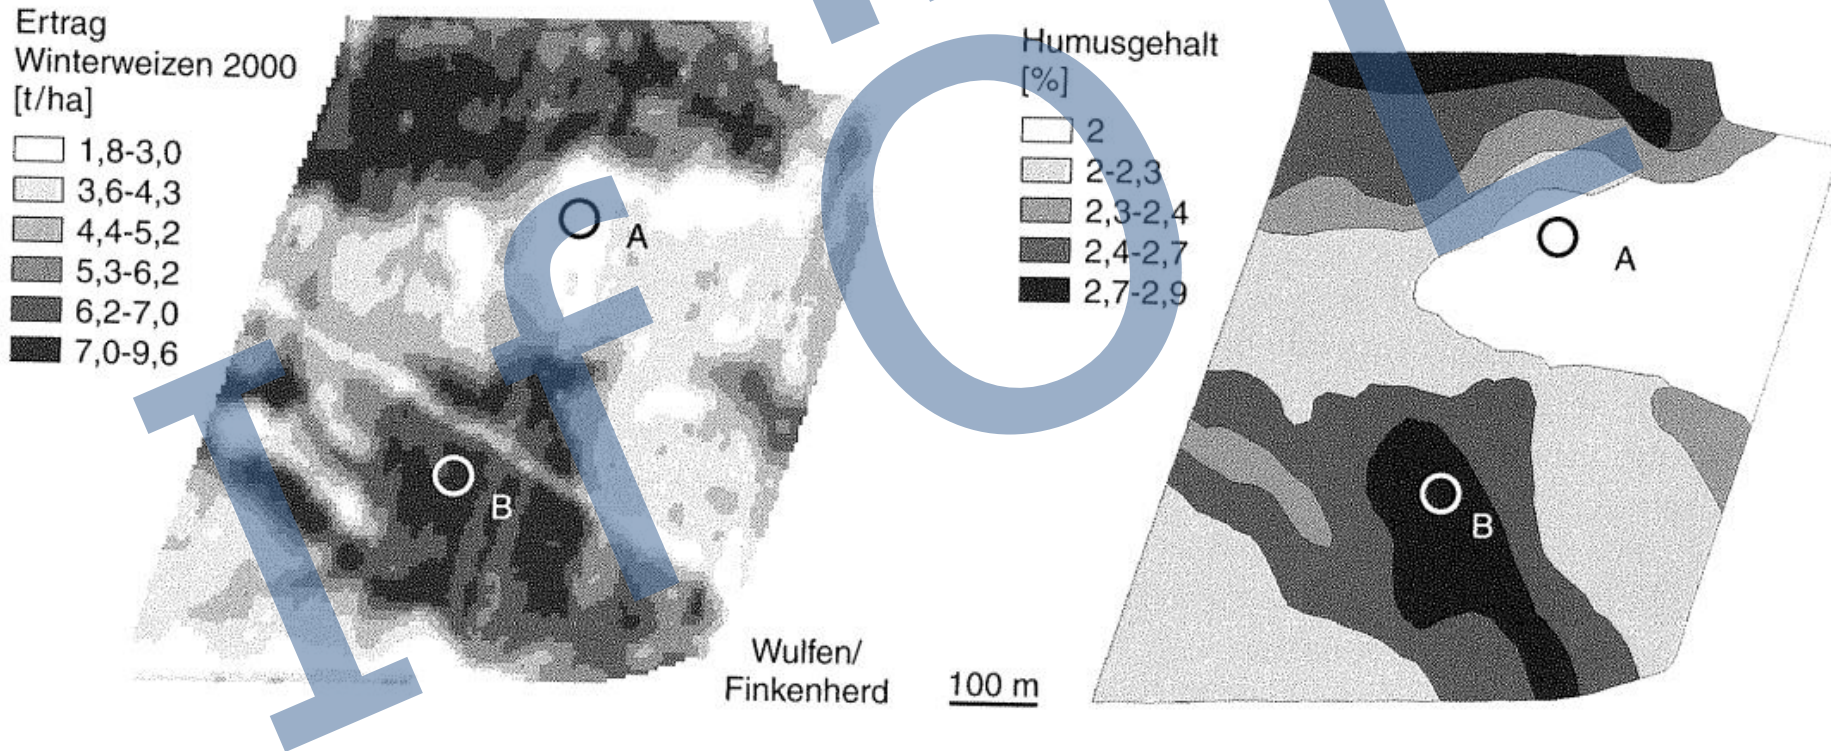 Ertrag
Winterweizen 2000
[t/ha]
1,8-3,0
3,6-4,3
4,4-5,2
5,3-6,2
6,2-7,0
7,0-9,6
A
B
Wulfen/
Finkenherd
100 m
Humusgehalt
[%]
2
2-2,3
2,3-2,4
2,4-2,7
2,7-2,9
A
B